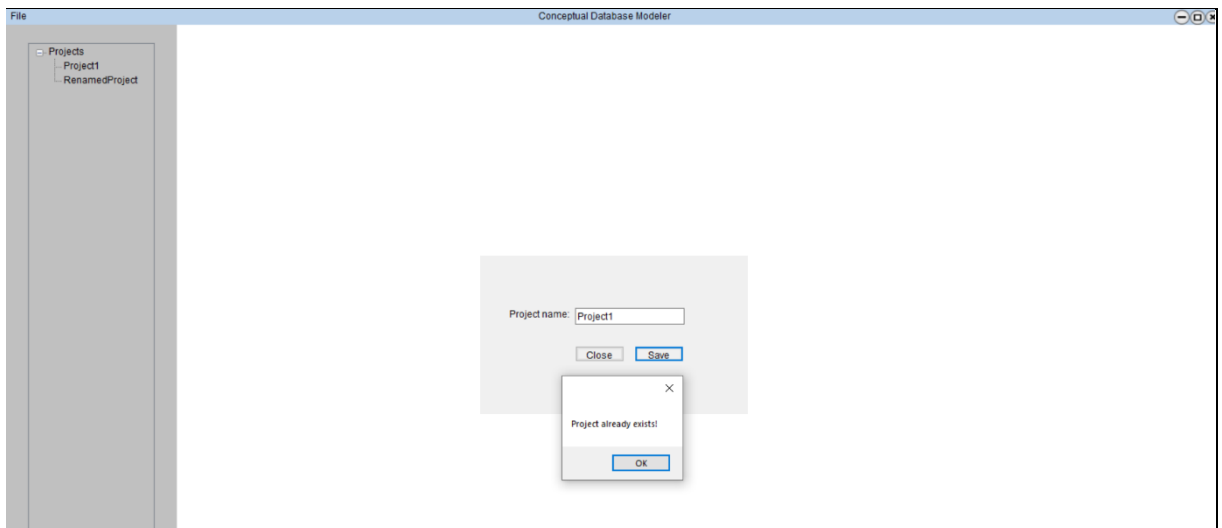 File
Conceptual Database Modeler
Projects
Project1
RenamedProject
Project name: Project1
Close Save
Project already exists!
OK